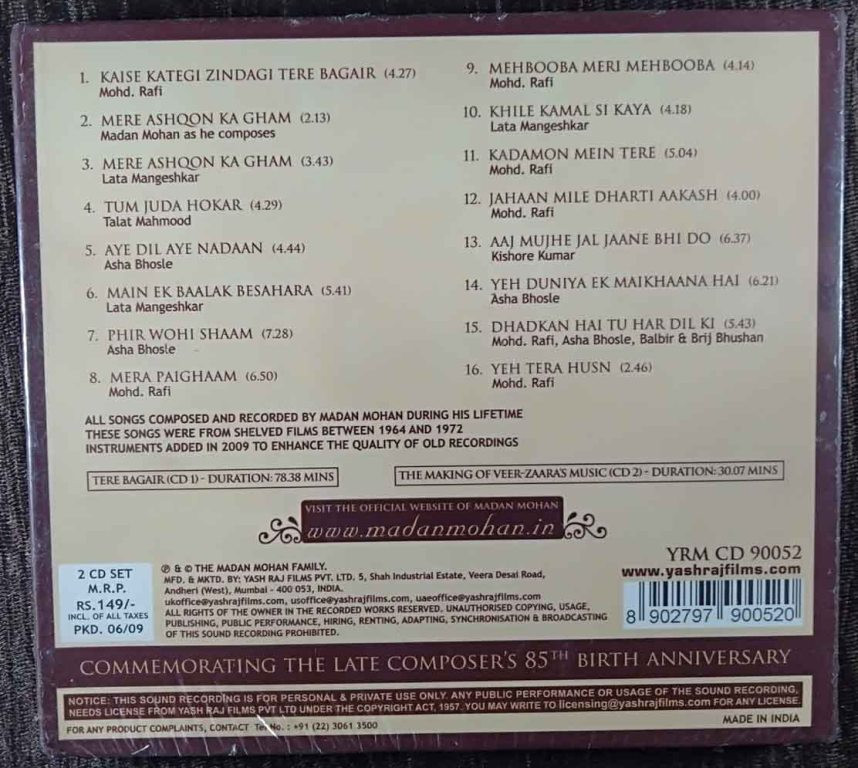 1. KAISE KATEGI ZINDAGI TERE BAGAIR (4.27)
Mohd. Rafi
2. MERE ASHQON KA GHAM (2.13)
Madan Mohan as he composes
3. MERE ASHQON KA GHAM (3.43)
Lata Mangeshkar
4. TUM JUDA HOKAR (4.29)
Talat Mahmood
5. AYE DIL AYE NADAAN (4.44)
Asha Bhosle
6. MAIN EK BAALAK BESAHARA (5.41)
Lata Mangeshkar
7. PHIR WOHI SHAAM (7.28)
Asha Bhosle
8. MERA PAIGHAAM (6.50)
Mohd. Rafi
9. MEHBOOBA MERI MEHBOOBA (4.14)
Mohd. Rafi
10. KHILE KAMAL SI KAYA (4.18)
Lata Mangeshkar
11. KADAMON MEIN TERE (5.04)
Mohd. Rafi
12. JAHAAN MILE DHARTI AAKASH (4.00)
Mohd. Rafi
13. AAJ MUJHE JAL JAANE BHI DO (6.37)
Kishore Kumar
14. YEH DUNIYA EK MAIKHAANA HAI (6.21)
Asha Bhosle
15. DHADKAN HAI TU HAR DIL KI (5.43)
Mohd. Rafi, Asha Bhosle, Balbir & Brij Bhushan
16. YEH TERA HUSN (2.46)
Mohd. Rafi
ALL SONGS COMPOSED AND RECORDED BY MADAN MOHAN DURING HIS LIFETIME
THESE SONGS WERE FROM SHELVED FILMS BETWEEN 1964 AND 1972
INSTRUMENTS ADDED IN 2009 TO ENHANCE THE QUALITY OF OLD RECORDINGS
TERE BAGAIR (CD 1) - DURATION: 78.38 MINS
THE MAKING OF VEER-ZAARA'S MUSIC (CD 2) - DURATION: 30.07 MINS
VISIT THE OFFICIAL WEBSITE OF MADAN MOHAN
www.madanmohan.in
2 CD SET
M.R.P.
RS.149/-
INCL. OF ALL TAXES
PKD. 06/09
℗ & © THE MADAN MOHAN FAMILY.
MFD. & MKTD. BY: YASH RAJ FILMS PVT. LTD. 5, Shah Industrial Estate, Veera Desai Road,
Andheri (West), Mumbai - 400 053, INDIA.
ukoffice@yashrajfilms.com, usoffice@yashrajfilms.com, uaeoffice@yashrajfilms.com
ALL RIGHTS OF THE OWNER IN THE RECORDED WORKS RESERVED. UNAUTHORISED COPYING, USAGE,
PUBLISHING, PUBLIC PERFORMANCE, HIRING, RENTING, ADAPTING, SYNCHRONISATION & BROADCASTING
OF THIS SOUND RECORDING PROHIBITED.
YRM CD 90052
www.yashrajfilms.com
8 902797 900520
COMMEMORATING THE LATE COMPOSER'S 85TH BIRTH ANNIVERSARY
NOTICE: THIS SOUND RECORDING IS FOR PERSONAL & PRIVATE USE ONLY. ANY PUBLIC PERFORMANCE OR USAGE OF THE SOUND RECORDING,
NEEDS LICENSE FROM YASH RAJ FILMS PVT LTD UNDER THE COPYRIGHT ACT, 1957. YOU MAY WRITE TO licensing@yashrajfilms.com FOR ANY LICENSE.
FOR ANY PRODUCT COMPLAINTS, CONTACT Tel No. : +91 (22) 3061 3500
MADE IN INDIA